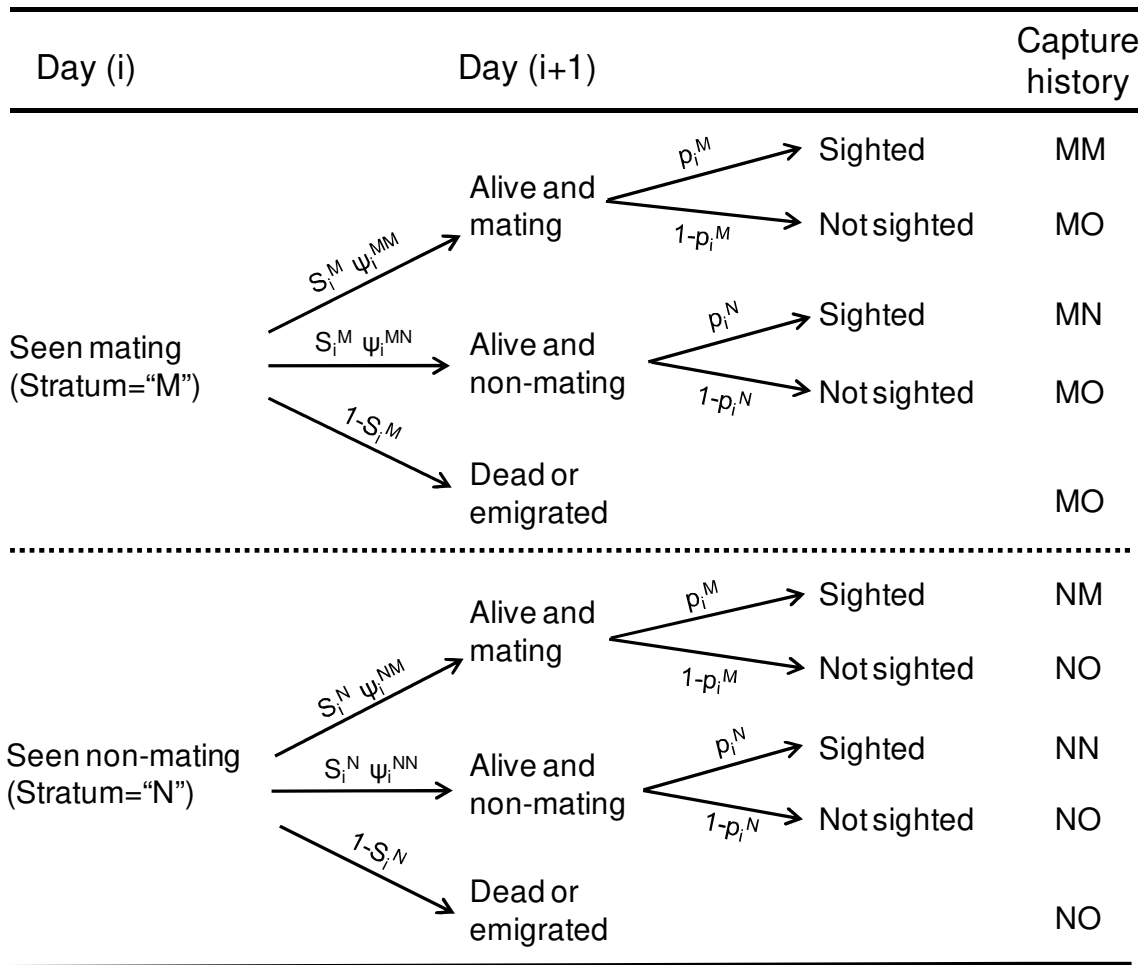 Day (i)
Day (i+1)
Capture
history
Alive and
mating
Seen mating
(Stratum=“M”)
S_i^M ψ_i^MM
S_i^M ψ_i^MN
1-S_i^M
p_i^M
Sighted
MM
1-p_i^M
Not sighted
MO
Alive and
non-mating
p_i^N
Sighted
MN
1-p_i^N
Not sighted
MO
Dead or
emigrated
MO
Seen non-mating
(Stratum=“N”)
S_i^N ψ_i^NM
S_i^N ψ_i^NN
1-S_i^N
Alive and
mating
p_i^M
Sighted
NM
1-p_i^M
Not sighted
NO
Alive and
non-mating
p_i^N
Sighted
NN
1-p_i^N
Not sighted
NO
Dead or
emigrated
NO